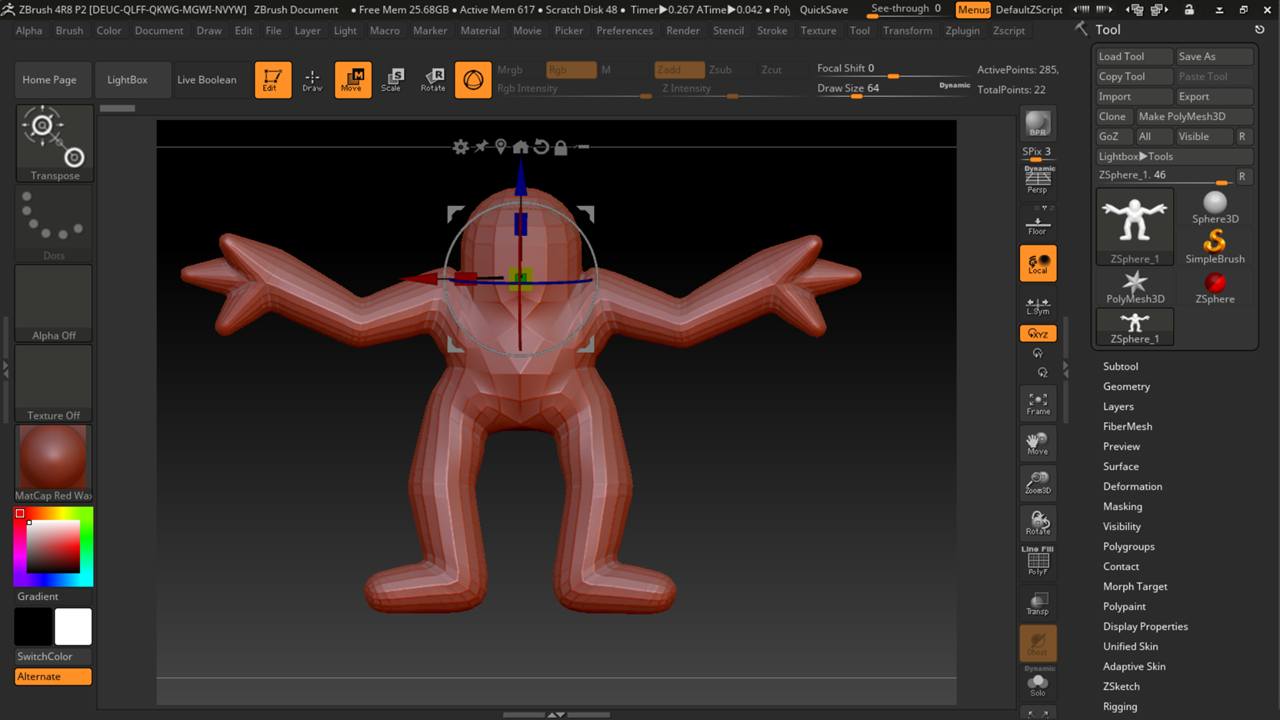 ZBrush 4R8 P2 [DEUC-QLFF-QKWG-MGWI-NVYW] ZBrush Document • Free Mem 25.68GB • Active Mem 617 • Scratch Disk 48 • Timer▶0.267 ATime▶0.042 • Pol QuickSave See-through 0 Menus DefaultZScript
Alpha Brush Color Document Draw Edit File Layer Light Macro Marker Material Movie Picker Preferences Render Stencil Stroke Texture Tool Transform Zplugin Zscript
Home Page LightBox Live Boolean Edit Draw Move Scale Rotate
Mrgb Rgb M Zadd Zsub Zcut
Rgb Intensity Z Intensity
Focal Shift 0
Draw Size 64 Dynamic
ActivePoints: 285,
TotalPoints: 22
Transpose
Dots
Alpha Off
Texture Off
MatCap Red Wax
Gradient
SwitchColor
Alternate
BPR
SPix 3
Dynamic
Persp
Floor
Local
L.Sym
XYZ
Y
Z
Frame
Move
Zoom3D
Rotate
Line Fill
PolyF
Transp
Ghost
Dynamic
Solo
Tool
Load Tool Save As
Copy Tool Paste Tool
Import Export
Clone Make PolyMesh3D
GoZ All Visible R
Lightbox▶Tools
ZSphere_1. 46 R
ZSphere_1
Sphere3D
SimpleBrush
PolyMesh3D ZSphere
ZSphere_1
Subtool
Geometry
Layers
FiberMesh
Preview
Surface
Deformation
Masking
Visibility
Polygroups
Contact
Morph Target
Polypaint
Display Properties
Unified Skin
Adaptive Skin
ZSketch
Rigging